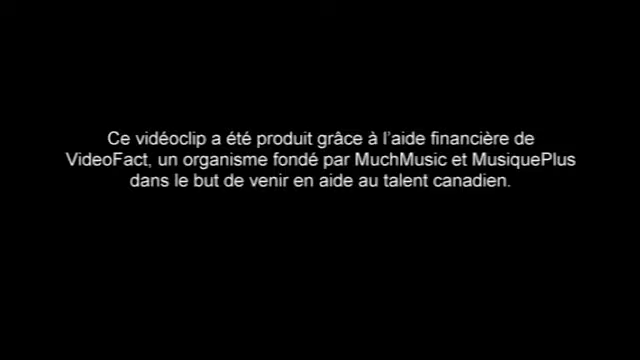 Ce vidéoclip a été produit grâce à l'aide financière de
VideoFact, un organisme fondé par MuchMusic et MusiquePlus
dans le but de venir en aide au talent canadien.